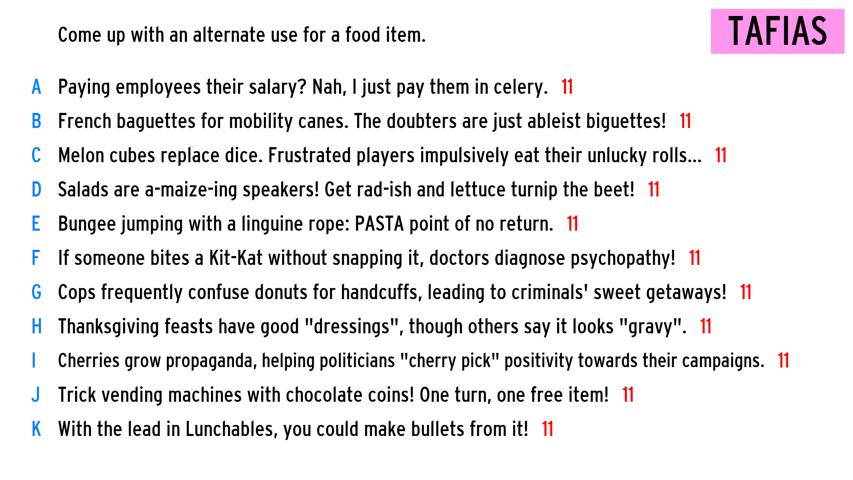 Come up with an alternate use for a food item.
TAFIAS
A Paying employees their salary? Nah, I just pay them in celery. 11
B French baguettes for mobility canes. The doubters are just ableist biguettes! 11
C Melon cubes replace dice. Frustrated players impulsively eat their unlucky rolls... 11
D Salads are a-maize-ing speakers! Get rad-ish and lettuce turnip the beet! 11
E Bungee jumping with a linguine rope: PASTA point of no return. 11
F If someone bites a Kit-Kat without snapping it, doctors diagnose psychopathy! 11
G Cops frequently confuse donuts for handcuffs, leading to criminals' sweet getaways! 11
H Thanksgiving feasts have good "dressings", though others say it looks "gravy". 11
I Cherries grow propaganda, helping politicians "cherry pick" positivity towards their campaigns. 11
J Trick vending machines with chocolate coins! One turn, one free item! 11
K With the lead in Lunchables, you could make bullets from it! 11